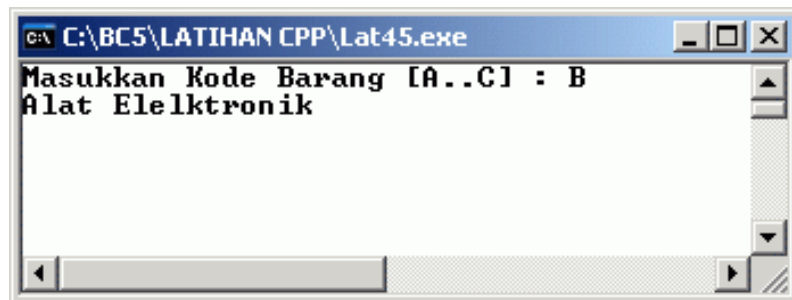 C:\BC5\LATIHAN CPP\Lat45.exe
Masukkan Kode Barang [A..C] : B
Alat Elelktronik